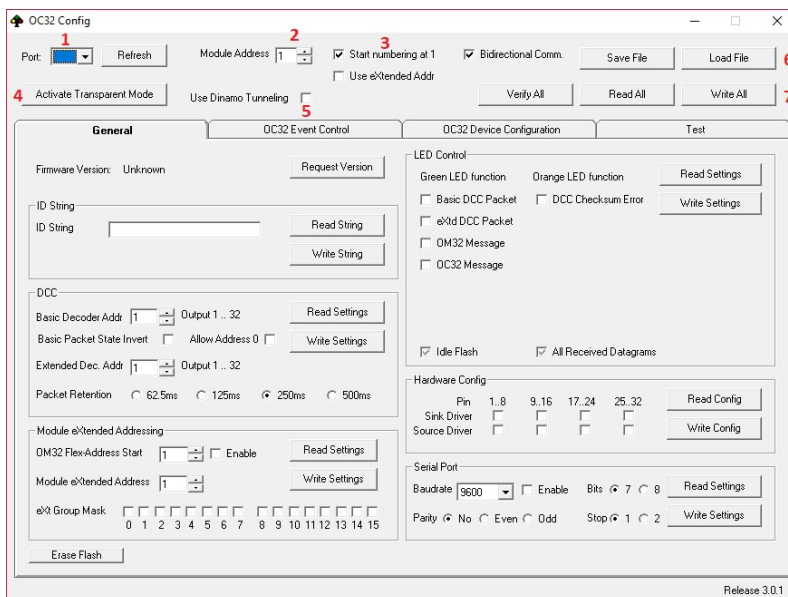 OC32 Config
1 2 3
Port: Refresh Module Address 1 Start numbering at 1 Bidirectional Comm. Save File Load File 6
Use eXtended Addr
4 Activate Transparent Mode Use Dinamo Tunneling Verify All Read All Write All 7
5
General OC32 Event Control OC32 Device Configuration Test
Firmware Version: Unknown Request Version
ID String
ID String Read String
Write String
DCC
Basic Decoder Addr 1 Output 1 .. 32 Read Settings
Basic Packet State Invert Allow Address 0 Write Settings
Extended Dec. Addr 1 Output 1 .. 32
Packet Retention 62.5ms 125ms 250ms 500ms
Module eXtended Addressing
OM32 Flex-Address Start 1 Enable Read Settings
Module eXtended Address 1 Write Settings
eXt Group Mask
0 1 2 3 4 5 6 7 8 9 10 11 12 13 14 15
Erase Flash
LED Control
Green LED function Orange LED function Read Settings
Basic DCC Packet DCC Checksum Error Write Settings
eXtd DCC Packet
OM32 Message
OC32 Message
Idle Flash All Received Datagrams
Hardware Config
Pin 1..8 9..16 17..24 25..32 Read Config
Sink Driver
Source Driver Write Config
Serial Port
Baudrate 9600 Enable Bits 7 8 Read Settings
Parity No Even Odd Stop 1 2 Write Settings
Release 3.0.1